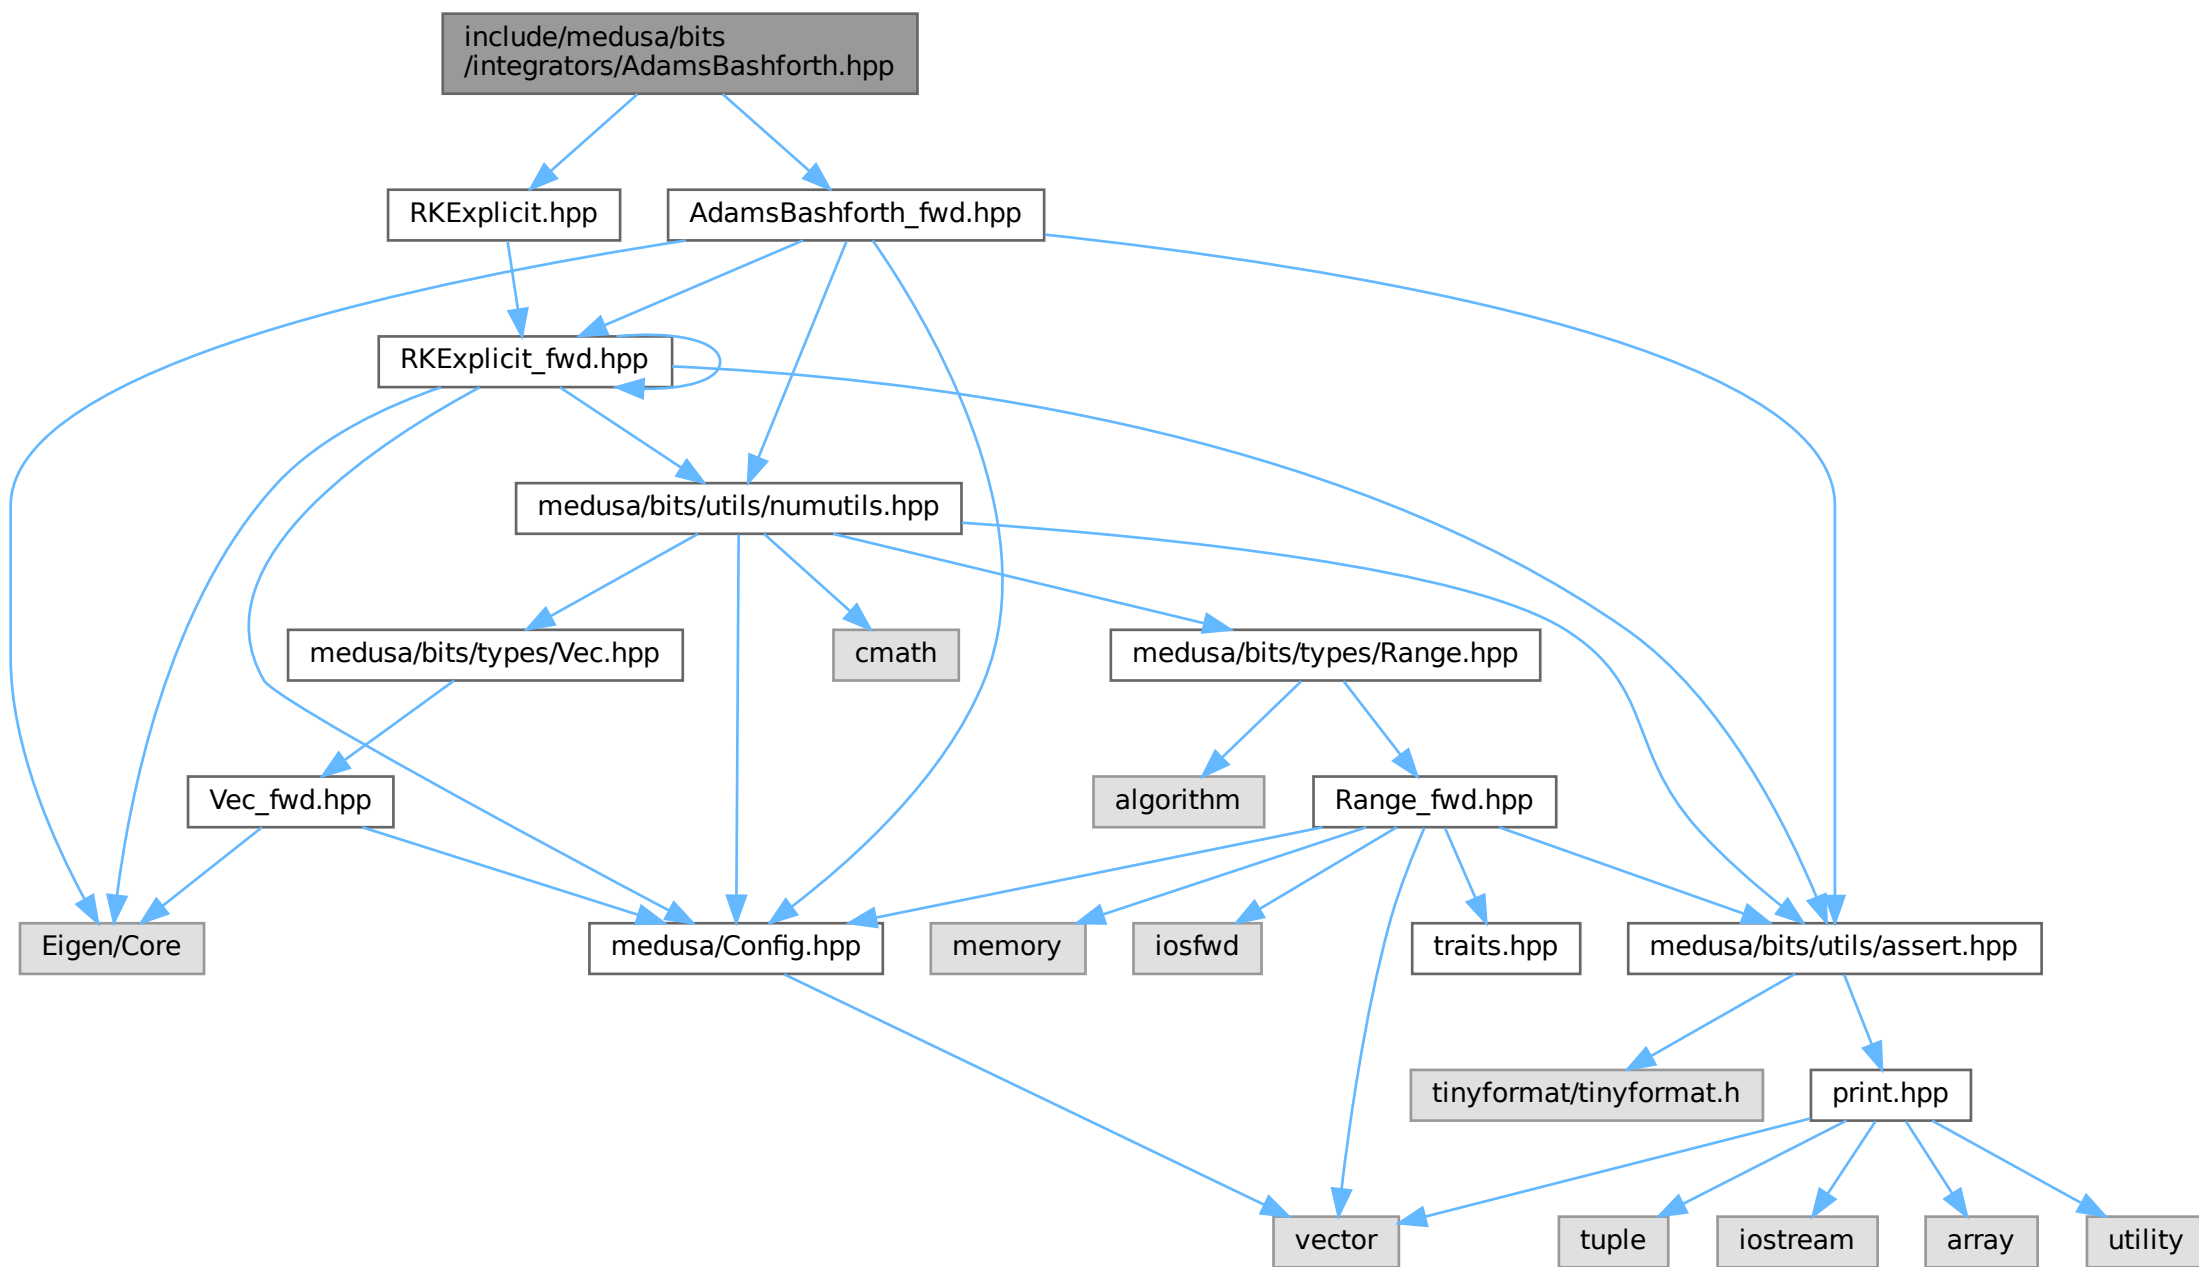 include/medusa/bits
/integrators/AdamsBashforth.hpp
RKExplicit.hpp
AdamsBashforth_fwd.hpp
RKExplicit_fwd.hpp
medusa/bits/utils/numutils.hpp
medusa/bits/types/Vec.hpp
cmath
medusa/bits/types/Range.hpp
Vec_fwd.hpp
algorithm
Range_fwd.hpp
Eigen/Core
medusa/Config.hpp
memory
iosfwd
traits.hpp
medusa/bits/utils/assert.hpp
tinyformat/tinyformat.h
print.hpp
vector
tuple
iostream
array
utility